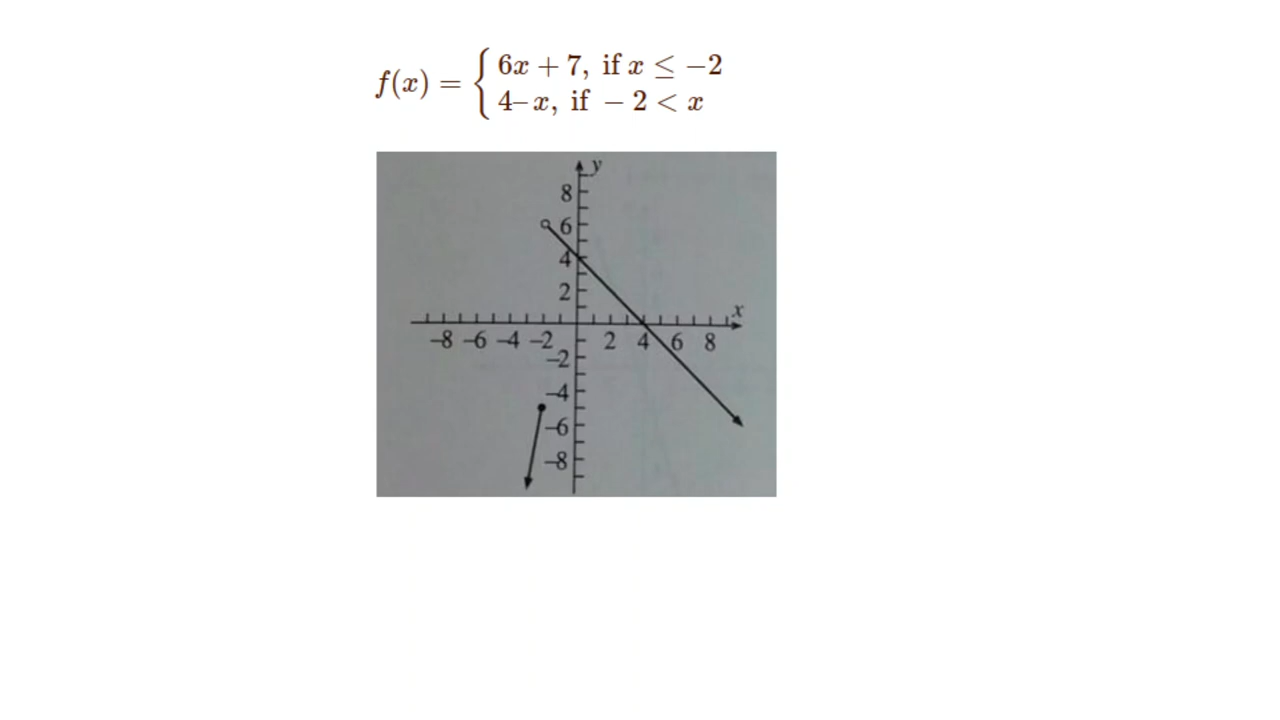 f(x) = { 6x + 7, if x ≤ −2
4– x, if − 2 < x
y
8
6
4
2
x
–8 –6 –4 –2 2 4 6 8
–2
–4
–6
–8